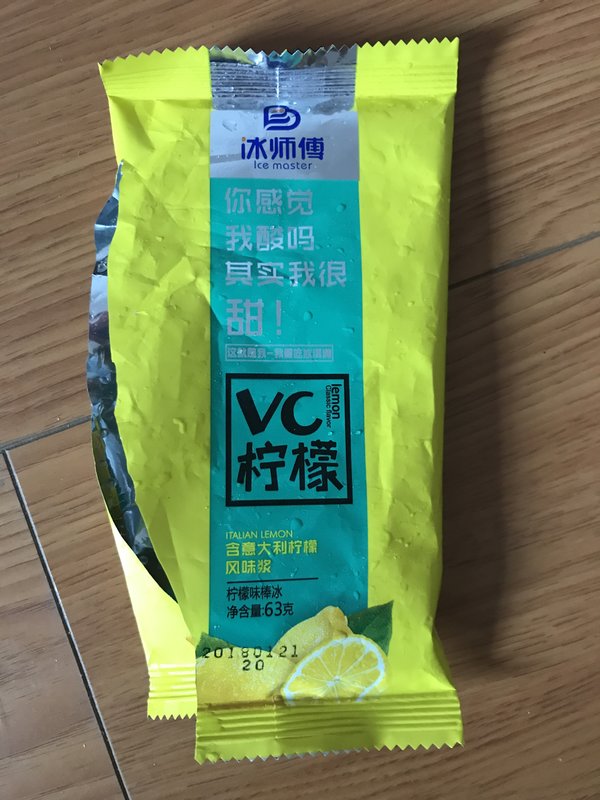 冰师傅
Ice master
你感觉
我酸吗
其实我很
甜！
VC
lemon
Classic flavor
柠檬
ITALIAN LEMON
含意大利柠檬
风味浆
柠檬味棒冰
净含量:63克
20180121
20